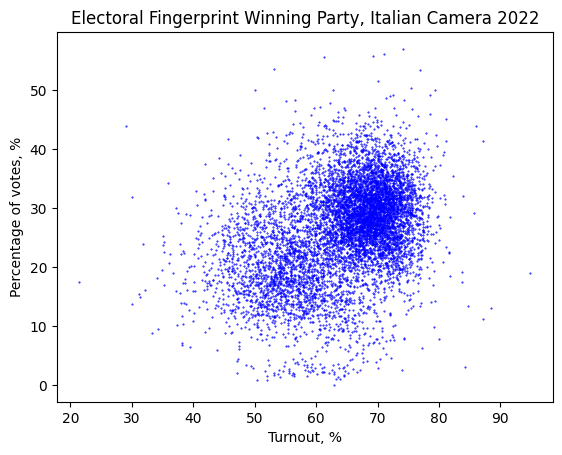 Electoral Fingerprint Winning Party, Italian Camera 2022
Percentage of votes, %
50
40
30
20
10
0
20 30 40 50 60 70 80 90
Turnout, %